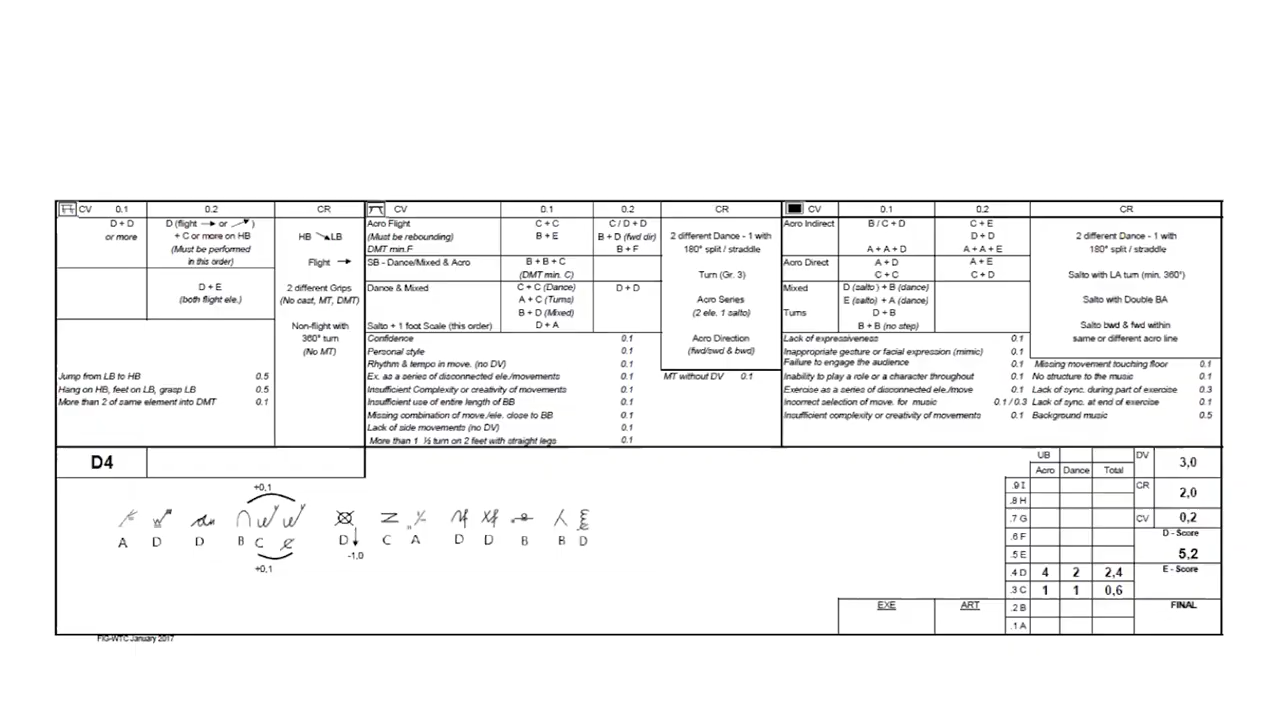 CV 0.1 0.2 CR CV 0.1 0.2 CR CV 0.1 0.2 CR
D + D D (flight or ) Acro Flight C + C C / D + D Acro Indirect B / C + D C + E
or more + C or more on HB HB LB (Must be rebounding) B + E B + D (fwd dir) 2 different Dance - 1 with D + D 2 different Dance - 1 with
(Must be performed DMT min.F B + F 180° split / straddle A + A + D A + A + E 180° split / straddle
in this order) Flight SB - Dance/Mixed & Acro B + B + C Acro Direct A + D A + E
(DMT min. C) Turn (Gr. 3) C + C C + D Salto with LA turn (min. 360°)
D + E 2 different Grips Dance & Mixed C + C (Dance) D + D Mixed D (salto) + B (dance)
(both flight ele.) (No cast, MT, DMT) A + C (Turns) Acro Series E (salto) + A (dance) Salto with Double BA
B + D (Mixed) (2 ele. 1 salto) Turns D + B
Non-flight with Salto + 1 foot Scale (this order) D + A B + B (no step) Salto bwd & fwd within
360° turn Confidence 0.1 Acro Direction Lack of expressiveness 0.1 same or different acro line
(No MT) Personal style 0.1 (fwd/swd & bwd) Inappropriate gesture or facial expression (mimic) 0.1
Rhythm & tempo in move. (no DV) 0.1 Failure to engage the audience 0.1 Missing movement touching floor 0.1
Jump from LB to HB 0.5 Ex. as a series of disconnected ele./movements 0.1 MT without DV 0.1 Inability to play a role or a character throughout 0.1 No structure to the music 0.1
Hang on HB, feet on LB, grasp LB 0.5 Insufficient Complexity or creativity of movements 0.1 Exercise as a series of disconnected ele./move 0.1 Lack of sync. during part of exercise 0.3
More than 2 of same element into DMT 0.1 Insufficient use of entire length of BB 0.1 Incorrect selection of move. for music 0.1 / 0.3 Lack of sync. at end of exercise 0.1
Missing combination of move./ele. close to BB 0.1 Insufficient complexity or creativity of movements 0.1 Background music 0.5
Lack of side movements (no DV) 0.1
More than 1 ½ turn on 2 feet with straight legs 0.1
D4 UB DV 3,0
Acro Dance Total
+0,1 .9 I CR 2,0
.8 H
.7 G CV 0,2
A D D B C C D C A D D B B D .6 F D - Score
-1,0 .5 E 5,2
+0,1 .4 D 4 2 2,4 E - Score
.3 C 1 1 0,6
EXE ART .2 B FINAL
.1 A
FIG-WTC January 2017